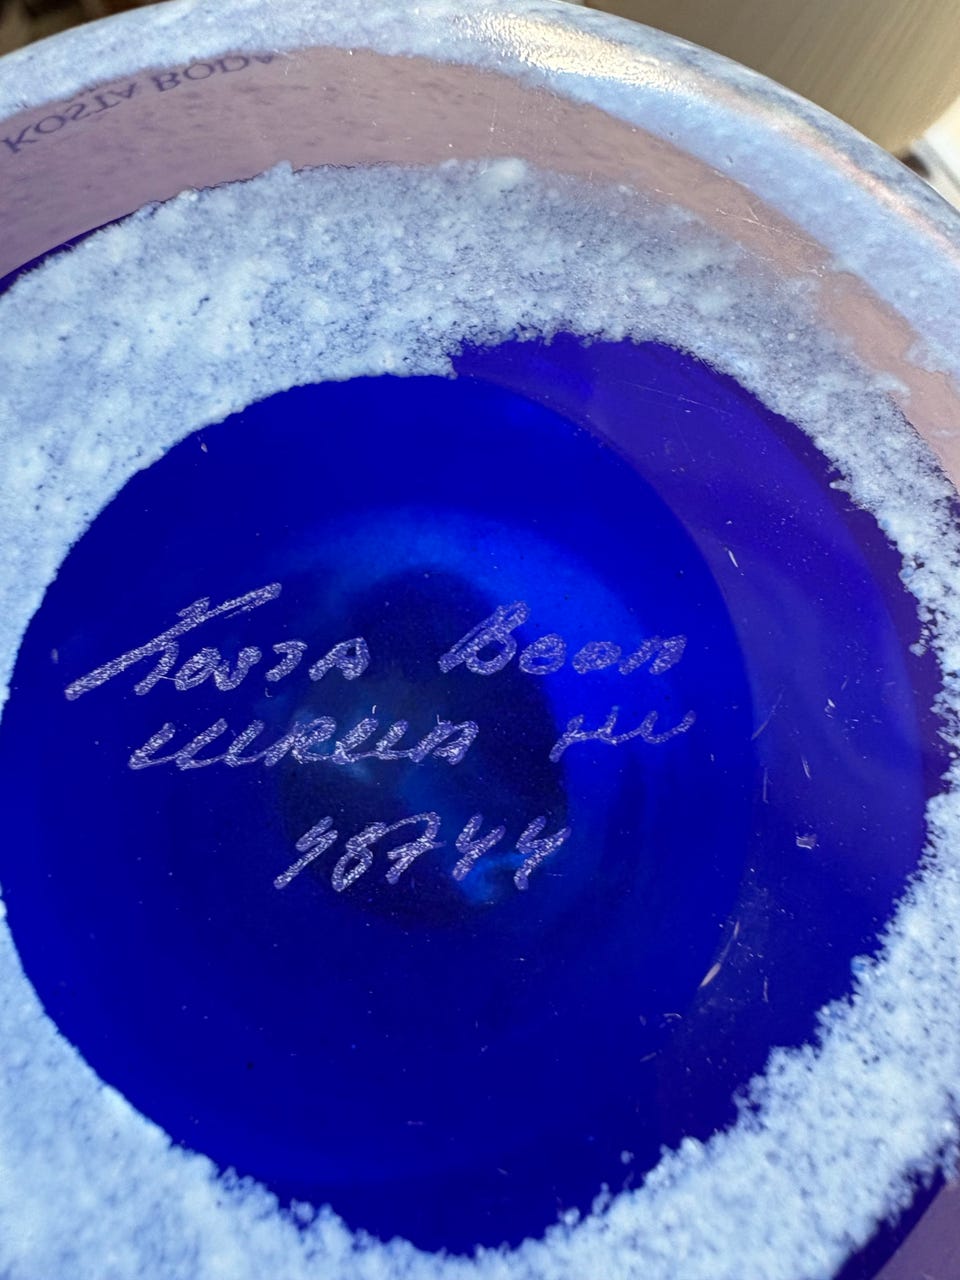 KOSTA BODA
KOSTA BODA
ULRICA HV
48744